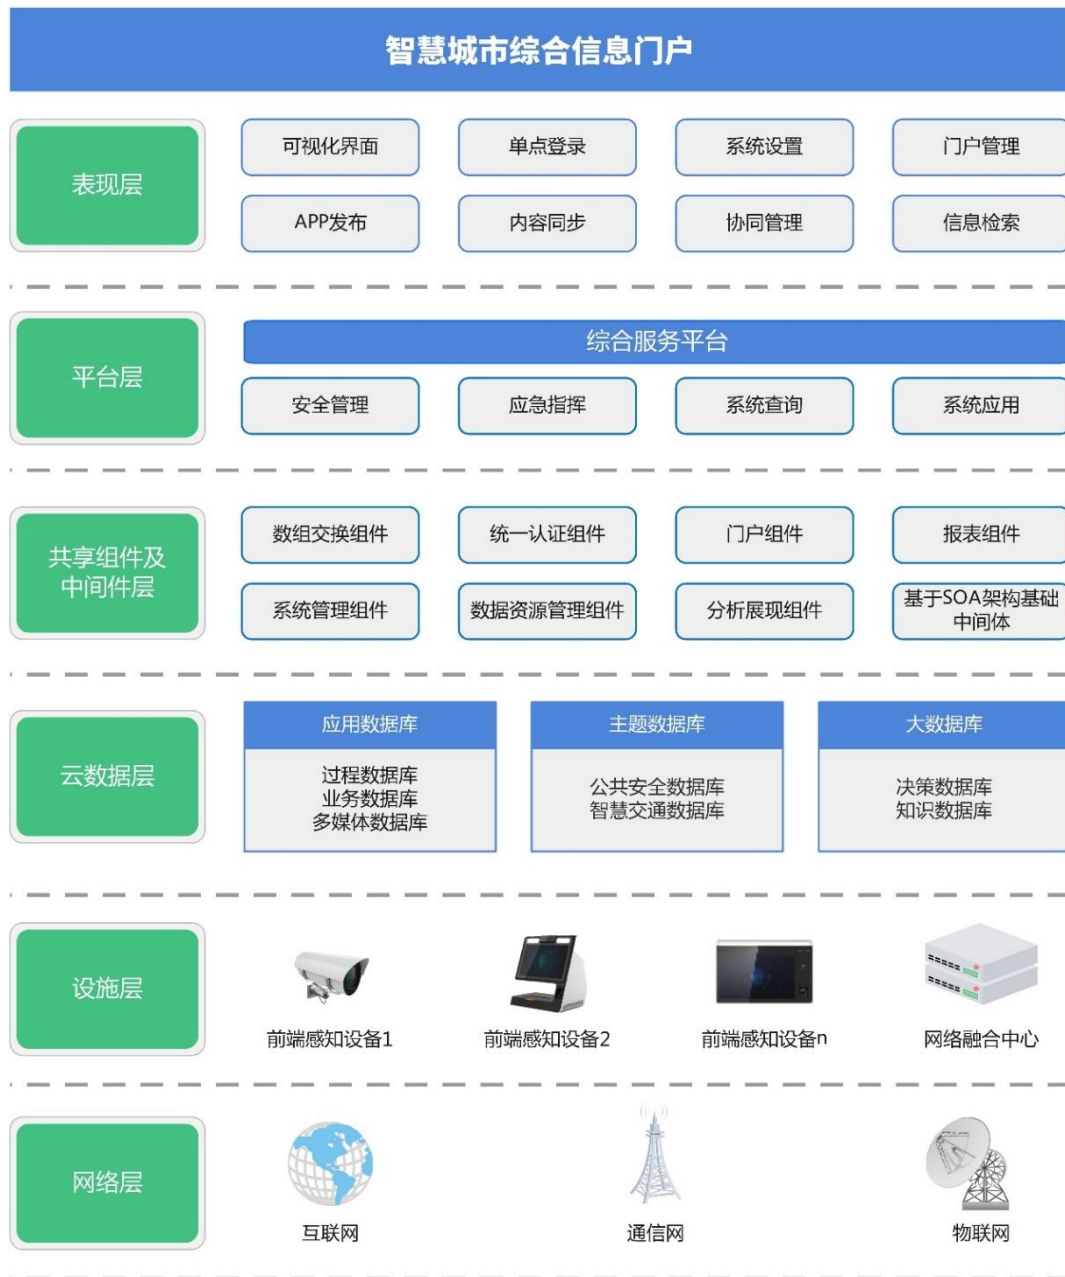 智慧城市综合信息门户
表现层
可视化界面
单点登录
系统设置
门户管理
APP发布
内容同步
协同管理
信息检索
平台层
综合服务平台
安全管理
应急指挥
系统查询
系统应用
共享组件及
中间件层
数组交换组件
统一认证组件
门户组件
报表组件
系统管理组件
数据资源管理组件
分析展现组件
基于SOA架构基础
中间体
云数据层
应用数据库
过程数据库
业务数据库
多媒体数据库
主题数据库
公共安全数据库
智慧交通数据库
大数据库
决策数据库
知识数据库
设施层
前端感知设备1
前端感知设备2
前端感知设备n
网络融合中心
网络层
互联网
通信网
物联网